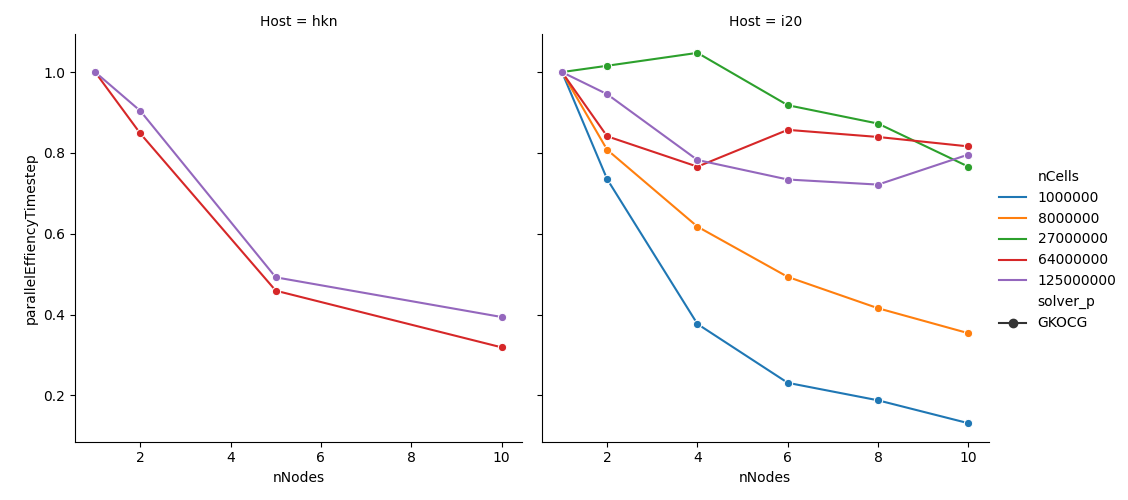 Host = hkn
Host = i20
parallelEffiencyTimestep
1.0
0.8
0.6
0.4
0.2
2 4 6 8 10
2 4 6 8 10
nNodes
nNodes
nCells
1000000
8000000
27000000
64000000
125000000
solver_p
GKOCG